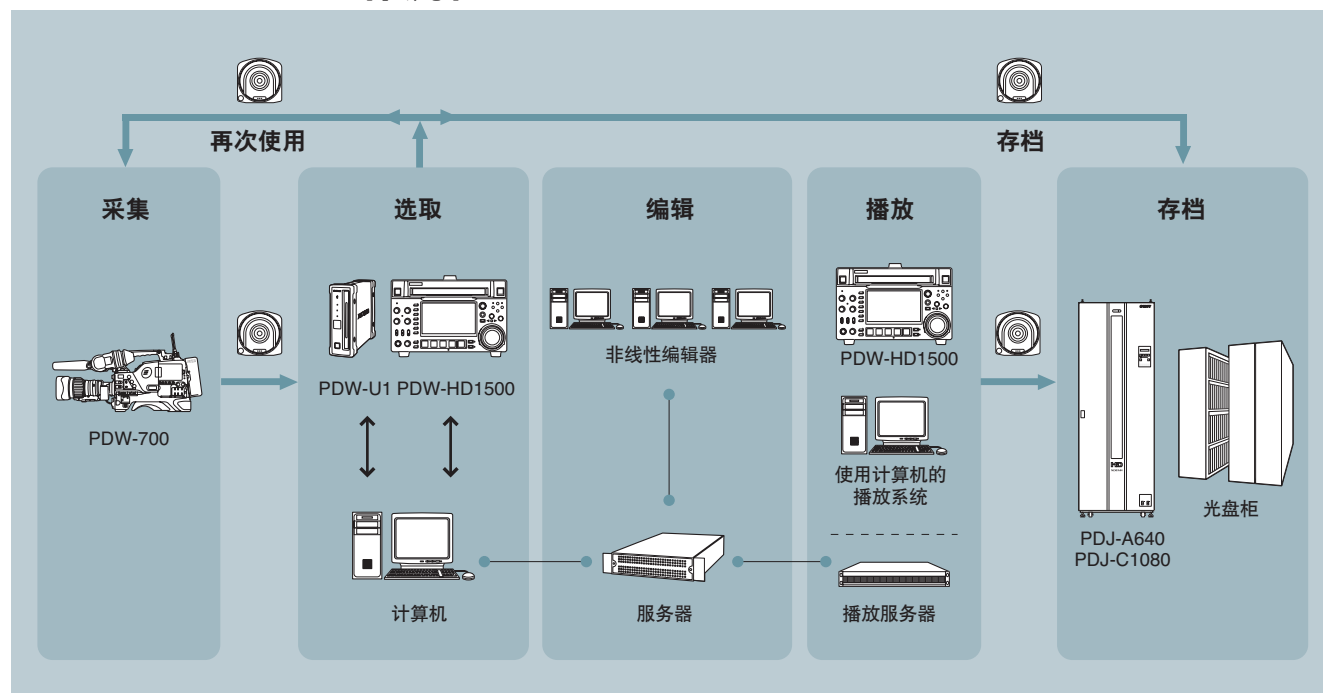 再次使用
存档
采集
选取
编辑
播放
存档
PDW-700
PDW-U1 PDW-HD1500
计算机
非线性编辑器
服务器
PDW-HD1500
使用计算机的
播放系统
播放服务器
PDJ-A640
PDJ-C1080
光盘柜